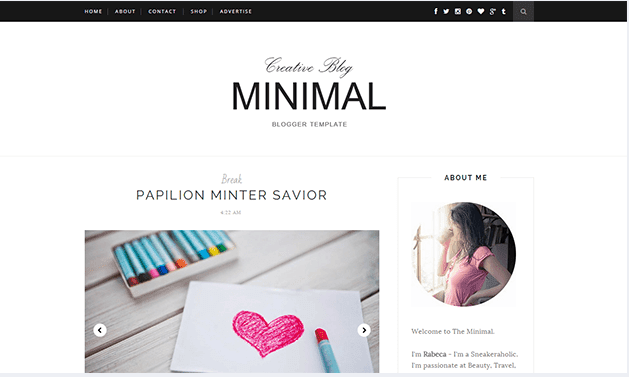 HOME ABOUT CONTACT SHOP ADVERTISE
Creative Blog
MINIMAL
BLOGGER TEMPLATE
Break
PAPILION MINTER SAVIOR
4:22 AM
ABOUT ME
Welcome to The Minimal.
I'm Rabeca - I'm a Sneakeraholic.
I'm passionate at Beauty, Travel,